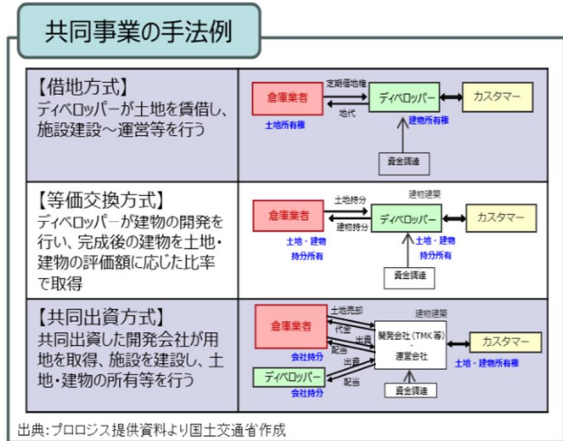 共同事業の手法例
【借地方式】
ディベロッパーが土地を賃借し、
施設建設～運営等を行う
倉庫業者
土地所有権
定期借地権
地代
ディベロッパー
建物所有権
カスタマー
資金調達
【等価交換方式】
ディベロッパーが建物の開発を
行い、完成後の建物を土地・
建物の評価額に応じた比率
で取得
建物建築
倉庫業者
土地・建物
持分所有
土地持分
建物持分
ディベロッパー
土地・建物
持分所有
カスタマー
資金調達
【共同出資方式】
共同出資した開発会社が用
地を取得、施設を建設し、土
地・建物の所有等を行う
倉庫業者
会社持分
土地売却
代金
出資
配当
ディベロッパー
会社持分
出資
配当
建物建築
開発会社(TMK等)
・
運営会社
カスタマー
土地・建物所有権
資金調達
出典：プロロジス提供資料より国土交通省作成